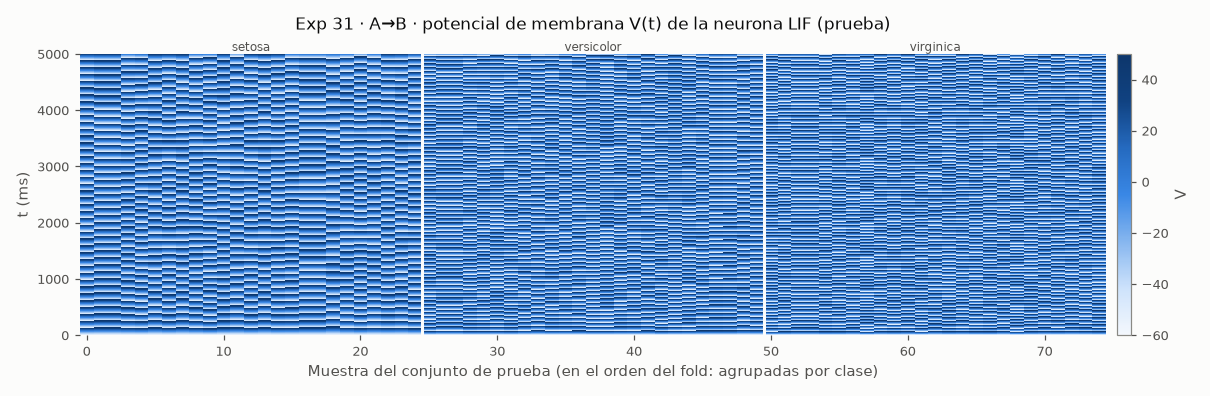 Exp 31 · A→B · potencial de membrana V(t) de la neurona LIF (prueba)
setosa
versicolor
virginica
5000
4000
3000
2000
1000
0
t (ms)
0
10
20
30
40
50
60
70
Muestra del conjunto de prueba (en el orden del fold: agrupadas por clase)
40
20
0
−20
−40
−60
V